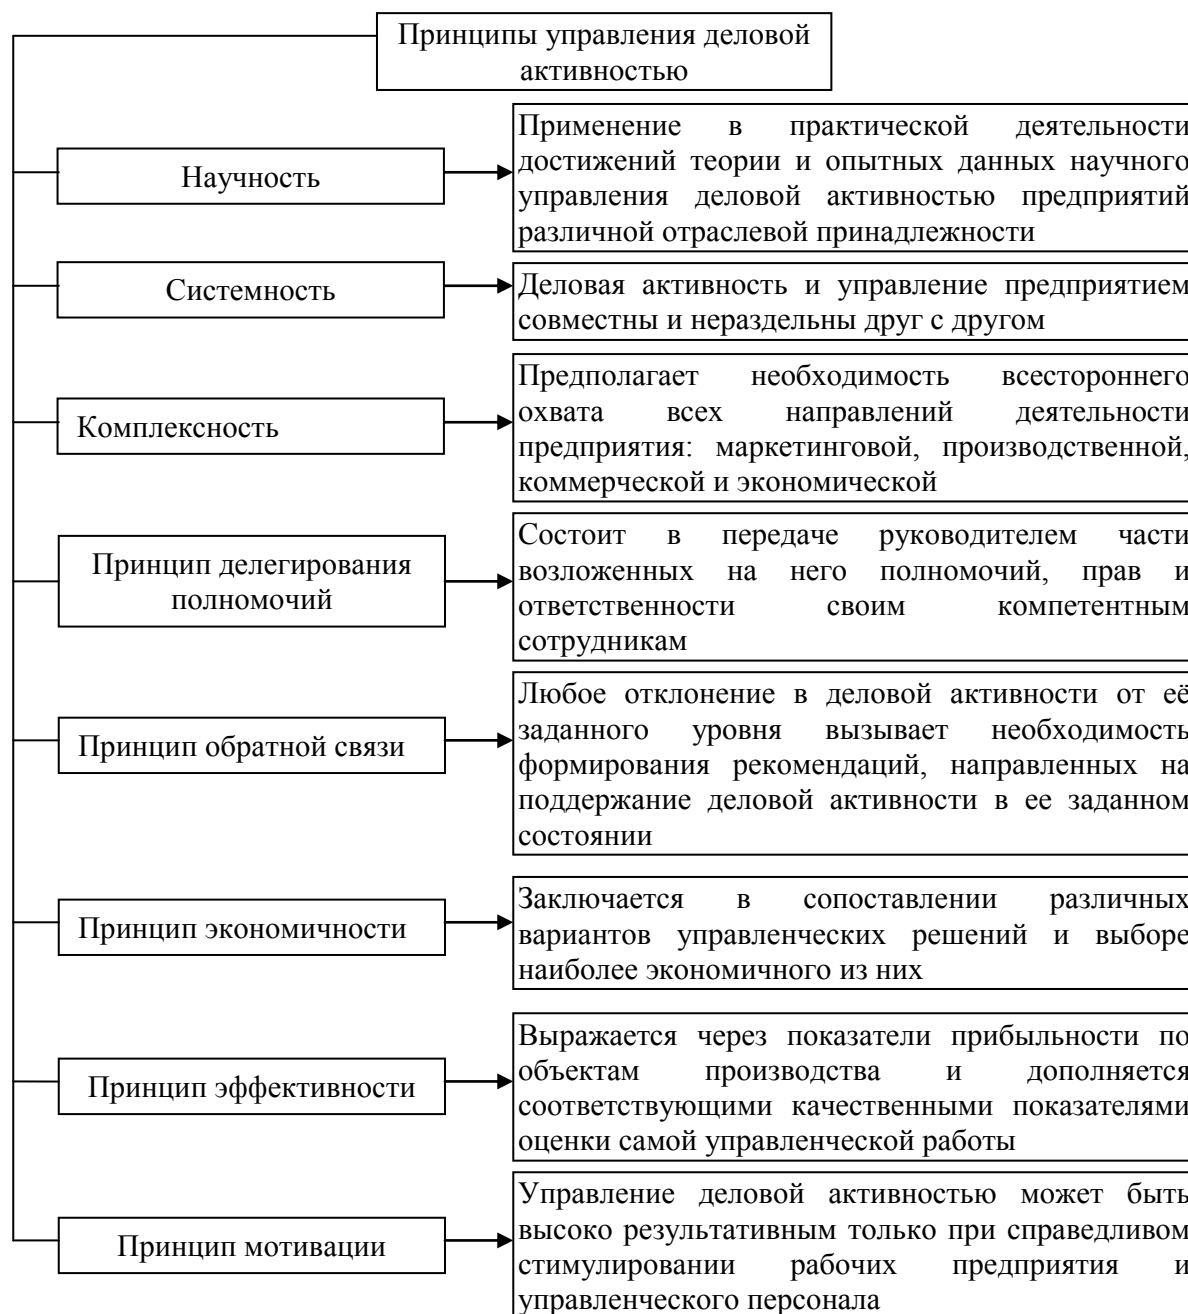 Принципы управления деловой
активностью
Научность
Применение в практической деятельности
достижений теории и опытных данных научного
управления деловой активностью предприятий
различной отраслевой принадлежности
Системность
Деловая активность и управление предприятием
совместны и нераздельны друг с другом
Комплексность
Предполагает необходимость всестороннего
охвата всех направлений деятельности
предприятия: маркетинговой, производственной,
коммерческой и экономической
Принцип делегирования
полномочий
Состоит в передаче руководителем части
возложенных на него полномочий, прав и
ответственности своим компетентным
сотрудникам
Принцип обратной связи
Любое отклонение в деловой активности от её
заданного уровня вызывает необходимость
формирования рекомендаций, направленных на
поддержание деловой активности в ее заданном
состоянии
Принцип экономичности
Заключается в сопоставлении различных
вариантов управленческих решений и выборе
наиболее экономичного из них
Принцип эффективности
Выражается через показатели прибыльности по
объектам производства и дополняется
соответствующими качественными показателями
оценки самой управленческой работы
Принцип мотивации
Управление деловой активностью может быть
высоко результативным только при справедливом
стимулировании рабочих предприятия и
управленческого персонала